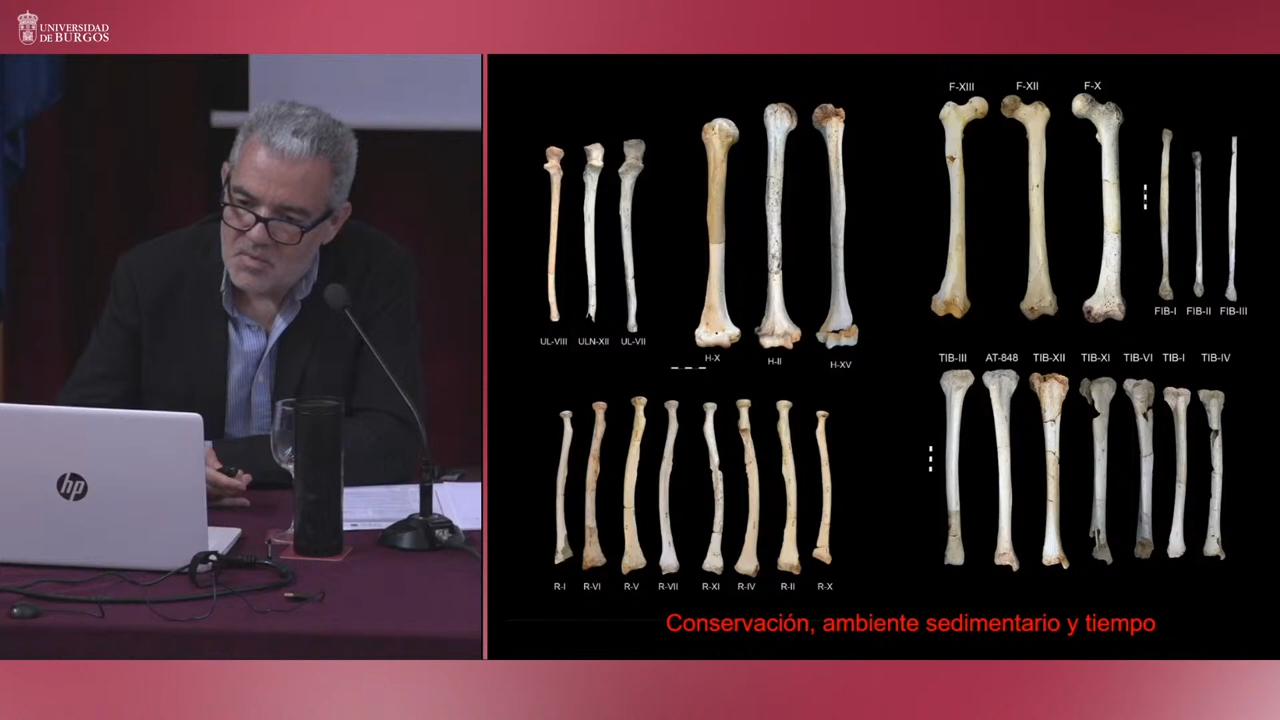 UNIVERSIDAD
DE BURGOS
hp
UL-VIII ULN-XII UL-VII
H-X H-II H-XV
F-XIII F-XII F-X
FIB-I FIB-II FIB-III
R-I R-VI R-V R-VII R-XI R-IV R-II R-X
TIB-III AT-848 TIB-XII TIB-XI TIB-VI TIB-I TIB-IV
Conservación, ambiente sedimentario y tiempo